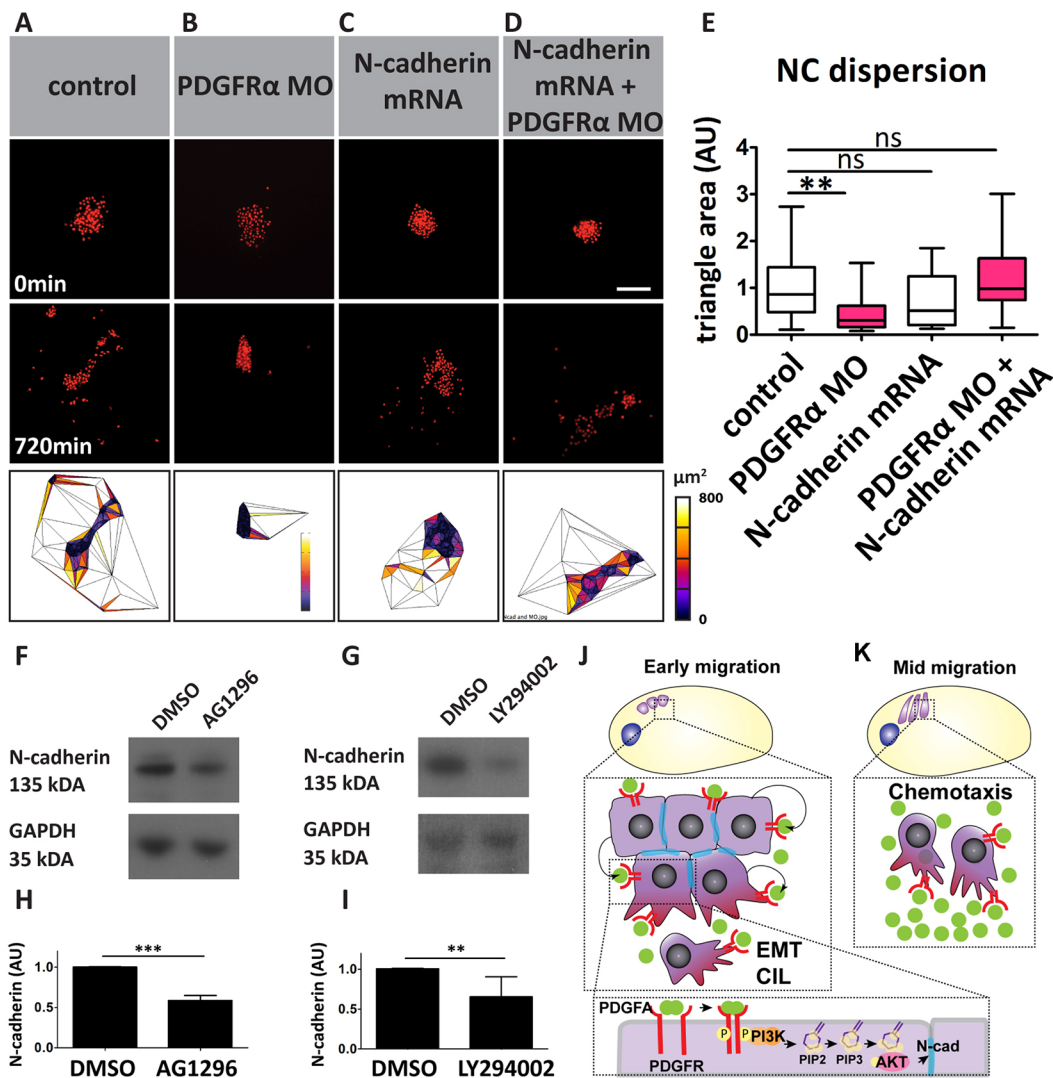 A
B
C
D
E
control
PDGFRα MO
N-cadherin
mRNA
N-cadherin
mRNA +
PDGFRα MO
0min
720min
Ncad and MO.jpg
µm²
800
0
NC dispersion
triangle area (AU)
4
3
2
1
0
ns
ns
**
control
PDGFRα MO
N-cadherin mRNA
PDGFRα MO +
N-cadherin mRNA
F
DMSO
AG1296
N-cadherin
135 kDA
GAPDH
35 kDA
G
DMSO
LY294002
N-cadherin
135 kDA
GAPDH
35 kDA
H
N-cadherin (AU)
1.0
0.5
0.0
***
DMSO
AG1296
I
N-cadherin (AU)
1.0
0.5
0.0
**
DMSO
LY294002
J
Early migration
EMT
CIL
K
Mid migration
Chemotaxis
PDGFA
PDGFR
P
P
PI3K
PIP2
PIP3
AKT
N-cad